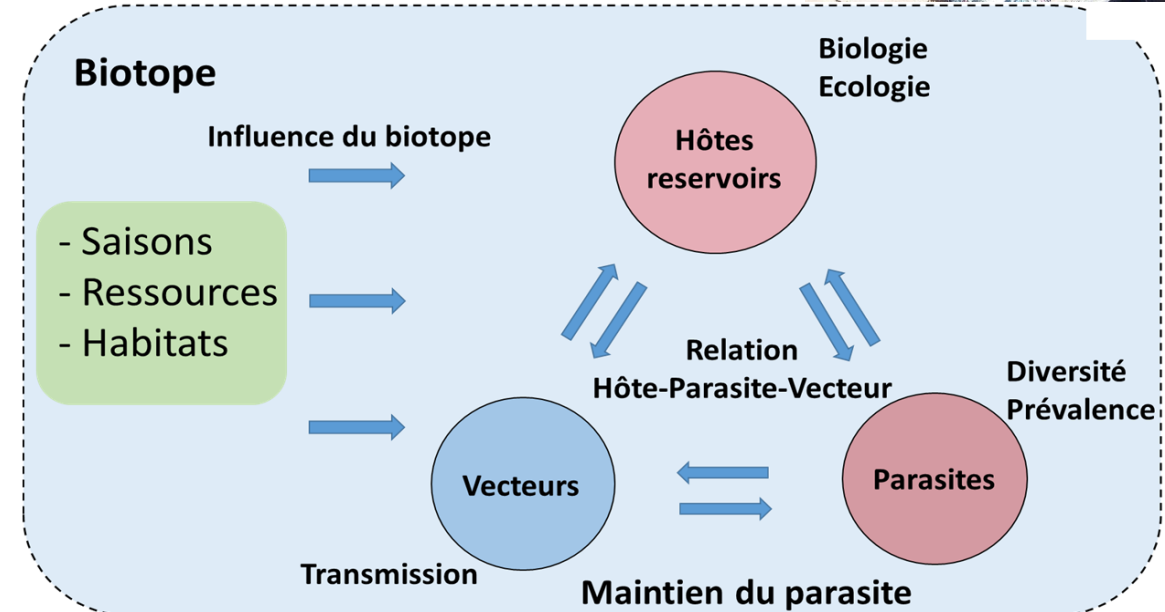 Biotope
Influence du biotope
- Saisons
- Ressources
- Habitats
Biologie
Ecologie
Hôtes
reservoirs
Relation
Hôte-Parasite-Vecteur
Diversité
Prévalence
Vecteurs
Parasites
Transmission
Maintien du parasite